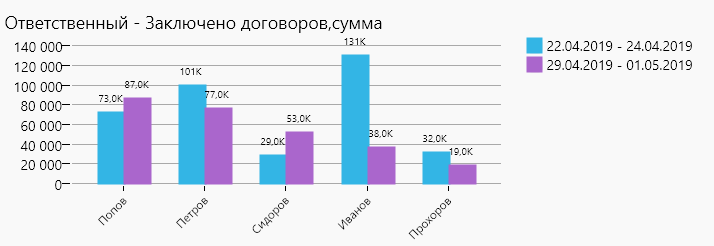 Ответственный - Заключено договоров,сумма
22.04.2019 - 24.04.2019
29.04.2019 - 01.05.2019
140 000
120 000
100 000
80 000
60 000
40 000
20 000
0
73,0K
87,0K
101K
77,0K
29,0K
53,0K
131K
38,0K
32,0K
19,0K
Попов
Петров
Сидоров
Иванов
Прохоров